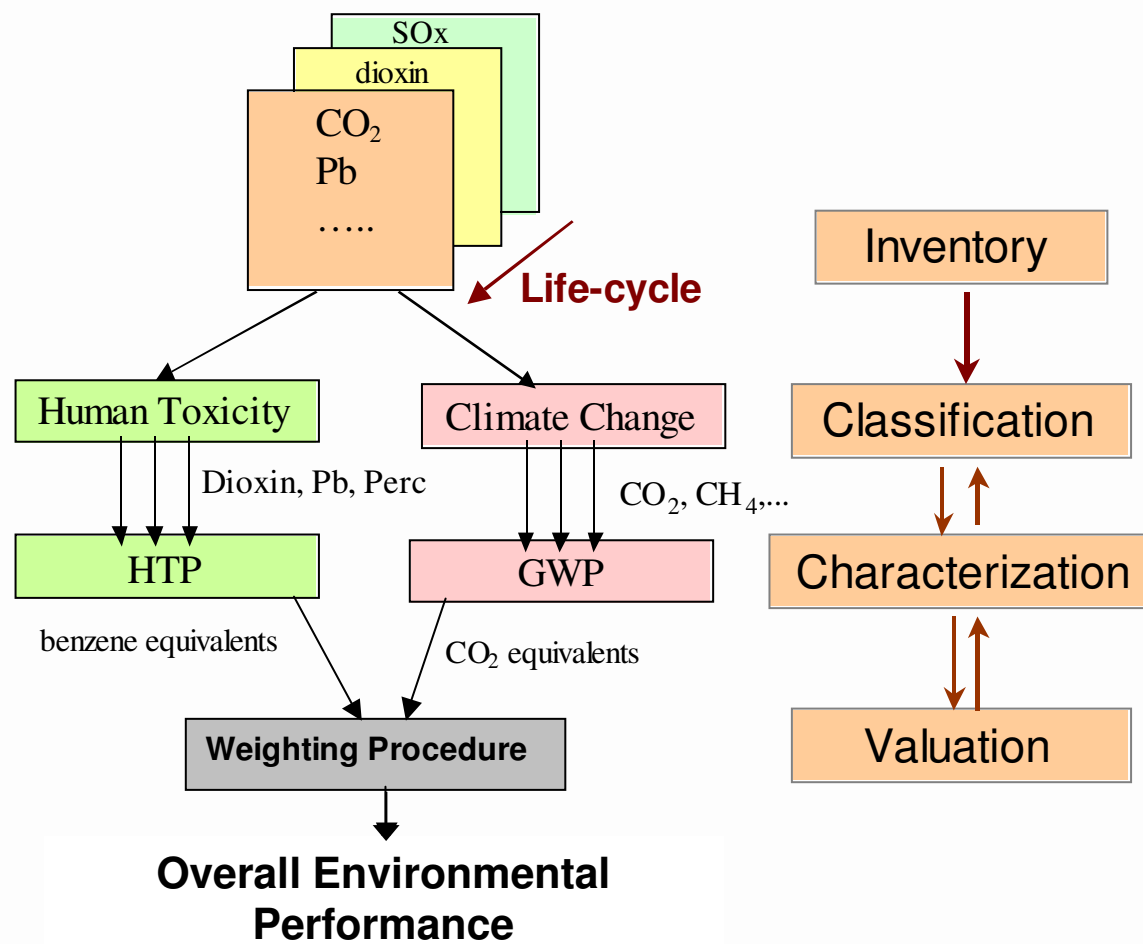 SOx
dioxin
CO₂
Pb
…..
Life-cycle
Human Toxicity
Climate Change
Dioxin, Pb, Perc
CO₂, CH₄,...
HTP
GWP
benzene equivalents
CO₂ equivalents
Weighting Procedure
Overall Environmental
Performance
Inventory
Classification
Characterization
Valuation